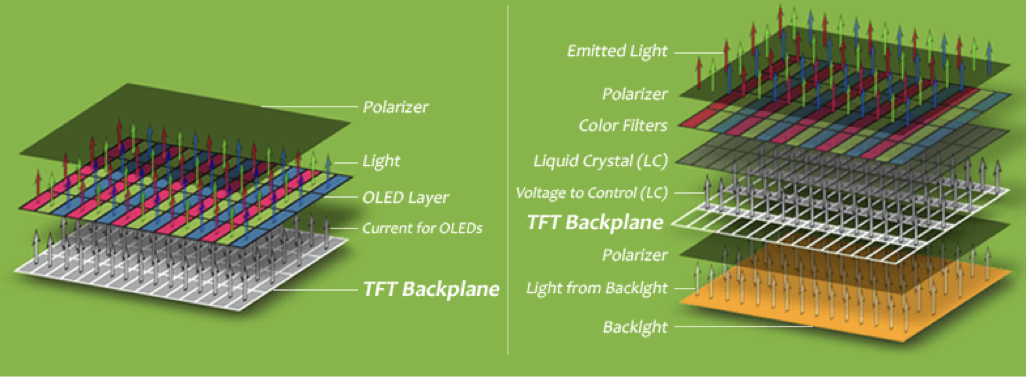 Polarizer
Light
OLED Layer
Current for OLEDs
TFT Backplane
Emitted Light
Polarizer
Color Filters
Liquid Crystal (LC)
Voltage to Control (LC)
TFT Backplane
Polarizer
Light from Backlght
Backlght